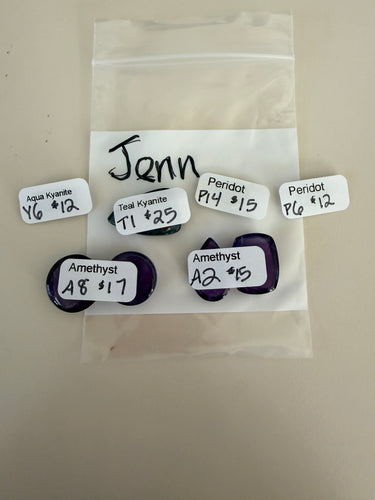 Jenn
Aqua Kyanite
Y6 $12
Teal Kyanite
T1 $25
Peridot
P14 $15
Peridot
P6 $12
Amethyst
A8 $17
Amethyst
A2 $15